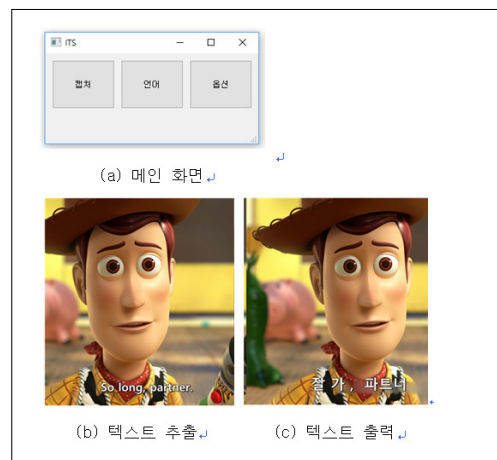 ITS
캡쳐 언어 옵션
(a) 메인 화면
So long, partner. 잘 가, 파트너
(b) 텍스트 추출 (c) 텍스트 출력